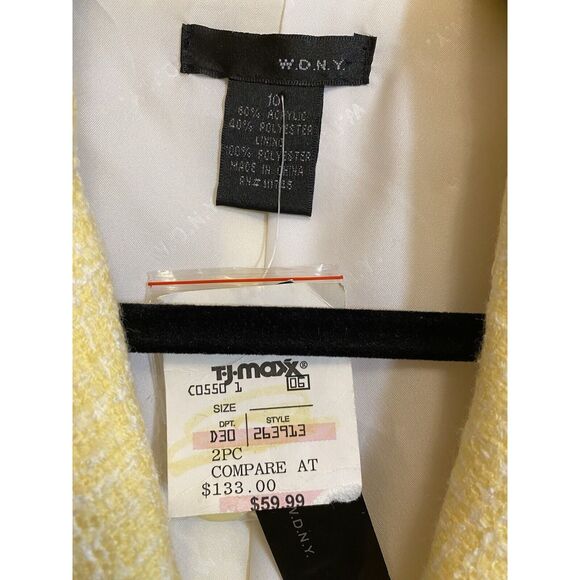 W.D.N.Y.
10
60% ACRYLIC
40% POLYESTER
LINING
100% POLYESTER
MADE IN CHINA
T·J·maxx®
C0550 1
06
SIZE
DPT. STYLE
D30 263913
2PC
COMPARE AT
$133.00
$59.99
W.D.N.Y.